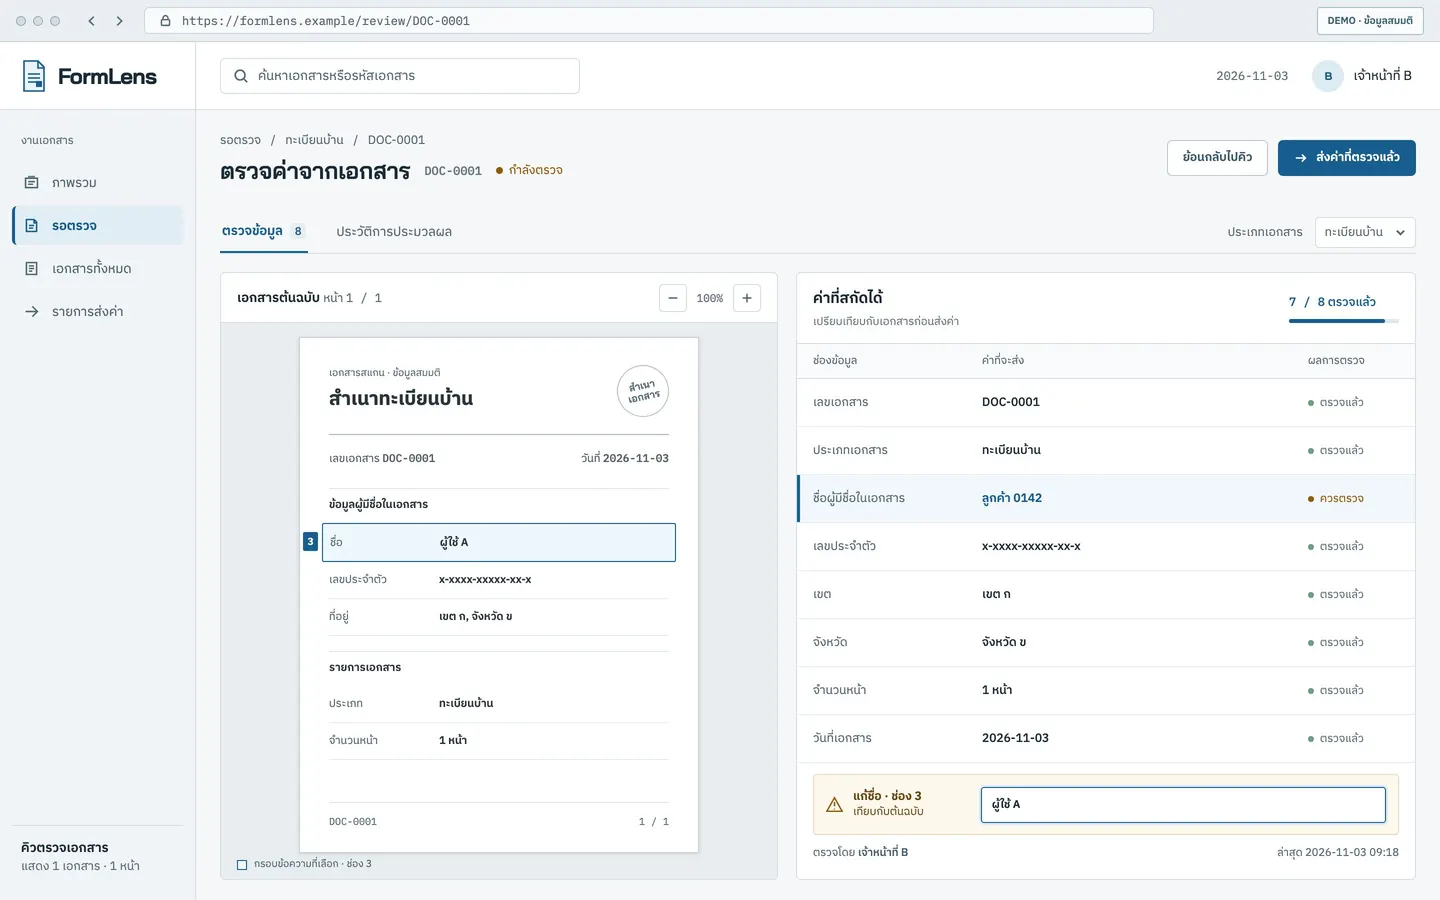 https://formlens.example/review/DOC-0001
DEMO · ข้อมูลสมมติ
FormLens
ค้นหาเอกสารหรือรหัสเอกสาร
2026-11-03
B
เจ้าหน้าที่ B
งานเอกสาร
ภาพรวม
รอตรวจ
เอกสารทั้งหมด
รายการส่งค่า
คิวตรวจเอกสาร
แสดง 1 เอกสาร · 1 หน้า
รอตรวจ / ทะเบียนบ้าน / DOC-0001
ตรวจค่าจากเอกสาร DOC-0001 กำลังตรวจ
ย้อนกลับไปคิว
ส่งค่าที่ตรวจแล้ว
ตรวจข้อมูล 8
ประวัติการประมวลผล
ประเภทเอกสาร ทะเบียนบ้าน
เอกสารต้นฉบับ หน้า 1 / 1
100%
เอกสารสแกน · ข้อมูลสมมติ
สำเนาทะเบียนบ้าน
สำเนา
เอกสาร
เลขเอกสาร DOC-0001 วันที่ 2026-11-03
ข้อมูลผู้มีชื่อในเอกสาร
3 ชื่อ ผู้ใช้ A
เลขประจำตัว x-xxxx-xxxxx-xx-x
ที่อยู่ เขต ก, จังหวัด ข
รายการเอกสาร
ประเภท ทะเบียนบ้าน
จำนวนหน้า 1 หน้า
DOC-0001 1 / 1
กรอบข้อความที่เลือก · ช่อง 3
ค่าที่สกัดได้
เปรียบเทียบกับเอกสารก่อนส่งค่า
7 / 8 ตรวจแล้ว
ช่องข้อมูล ค่าที่จะส่ง ผลการตรวจ
เลขเอกสาร DOC-0001 ตรวจแล้ว
ประเภทเอกสาร ทะเบียนบ้าน ตรวจแล้ว
ชื่อผู้มีชื่อในเอกสาร ลูกค้า 0142 ควรตรวจ
เลขประจำตัว x-xxxx-xxxxx-xx-x ตรวจแล้ว
เขต เขต ก ตรวจแล้ว
จังหวัด จังหวัด ข ตรวจแล้ว
จำนวนหน้า 1 หน้า ตรวจแล้ว
วันที่เอกสาร 2026-11-03 ตรวจแล้ว
แก้ชื่อ · ช่อง 3
เทียบกับต้นฉบับ
ผู้ใช้ A
ตรวจโดย เจ้าหน้าที่ B
ล่าสุด 2026-11-03 09:18